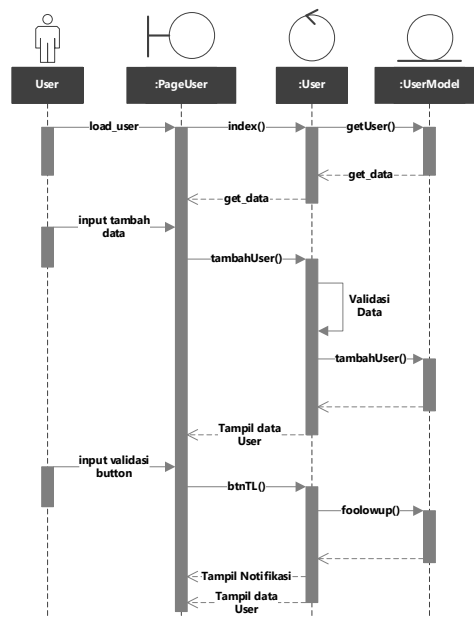 User
:PageUser
:User
:UserModel
load_user
index()
getUser()
get_data
get_data
input tambah
data
tambahUser()
Validasi
Data
tambahUser()
Tampil data
User
input validasi
button
btnTL()
foolowup()
Tampil Notifikasi
Tampil data
User